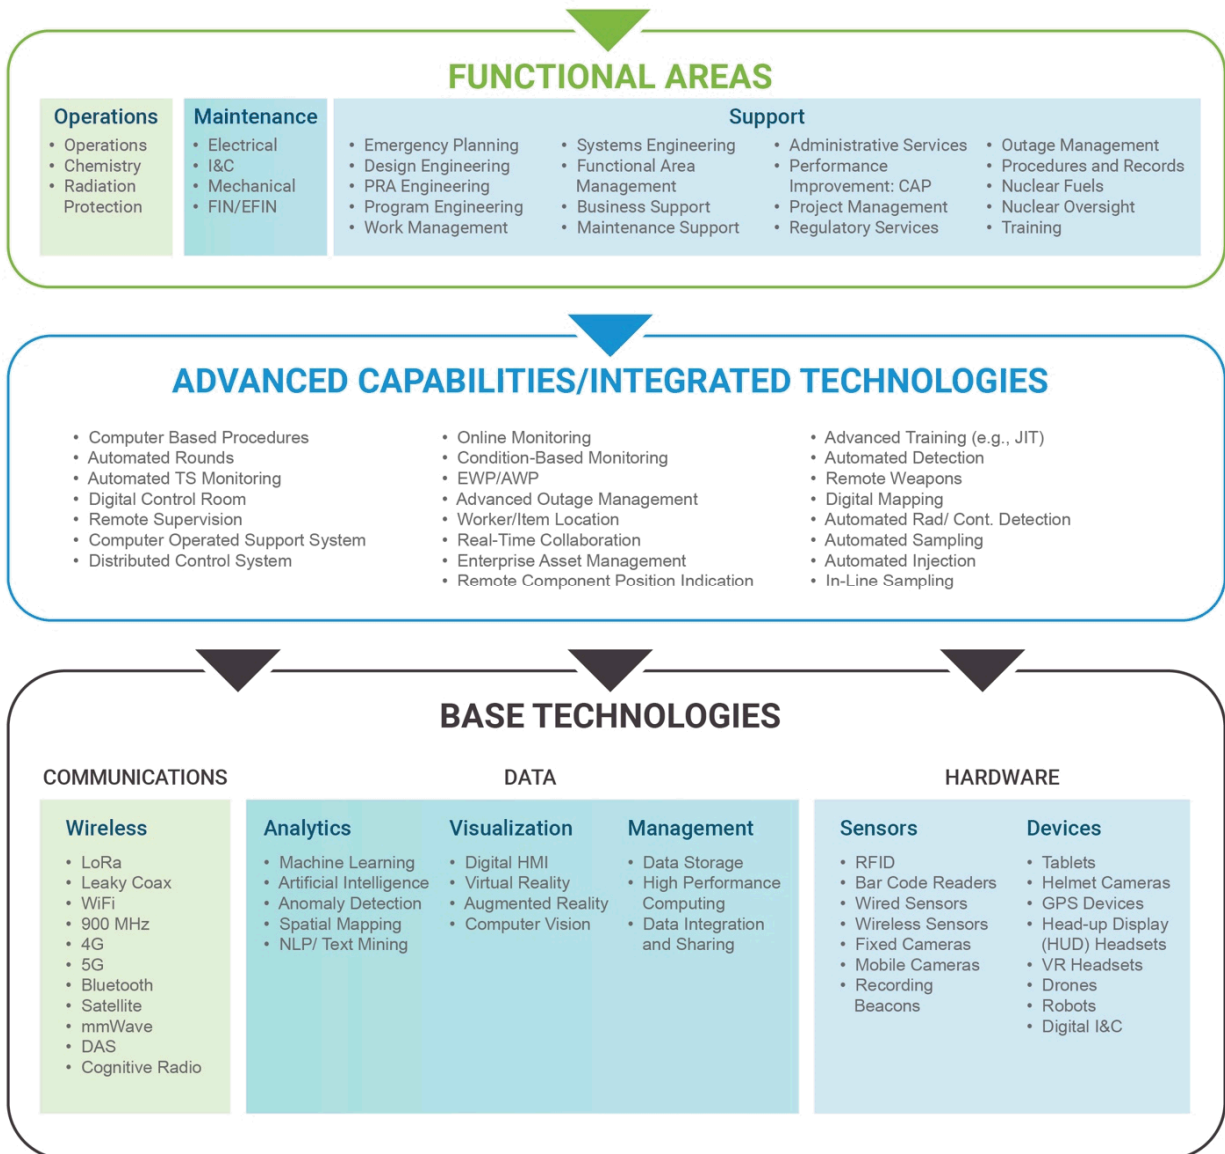 FUNCTIONAL AREAS
Operations
• Operations
• Chemistry
• Radiation
Protection
Maintenance
• Electrical
• I&C
• Mechanical
• FIN/EFIN
Support
• Emergency Planning
• Design Engineering
• PRA Engineering
• Program Engineering
• Work Management
• Systems Engineering
• Functional Area
Management
• Business Support
• Maintenance Support
• Administrative Services
• Performance
Improvement: CAP
• Project Management
• Regulatory Services
• Outage Management
• Procedures and Records
• Nuclear Fuels
• Nuclear Oversight
• Training
ADVANCED CAPABILITIES/INTEGRATED TECHNOLOGIES
• Computer Based Procedures
• Automated Rounds
• Automated TS Monitoring
• Digital Control Room
• Remote Supervision
• Computer Operated Support System
• Distributed Control System
• Online Monitoring
• Condition-Based Monitoring
• EWP/AWP
• Advanced Outage Management
• Worker/Item Location
• Real-Time Collaboration
• Enterprise Asset Management
• Remote Component Position Indication
• Advanced Training (e.g., JIT)
• Automated Detection
• Remote Weapons
• Digital Mapping
• Automated Rad/ Cont. Detection
• Automated Sampling
• Automated Injection
• In-Line Sampling
BASE TECHNOLOGIES
COMMUNICATIONS
Wireless
• LoRa
• Leaky Coax
• WiFi
• 900 MHz
• 4G
• 5G
• Bluetooth
• Satellite
• mmWave
• DAS
• Cognitive Radio
DATA
Analytics
• Machine Learning
• Artificial Intelligence
• Anomaly Detection
• Spatial Mapping
• NLP/ Text Mining
Visualization
• Digital HMI
• Virtual Reality
• Augmented Reality
• Computer Vision
Management
• Data Storage
• High Performance
Computing
• Data Integration
and Sharing
HARDWARE
Sensors
• RFID
• Bar Code Readers
• Wired Sensors
• Wireless Sensors
• Fixed Cameras
• Mobile Cameras
• Recording
Beacons
Devices
• Tablets
• Helmet Cameras
• GPS Devices
• Head-up Display
(HUD) Headsets
• VR Headsets
• Drones
• Robots
• Digital I&C